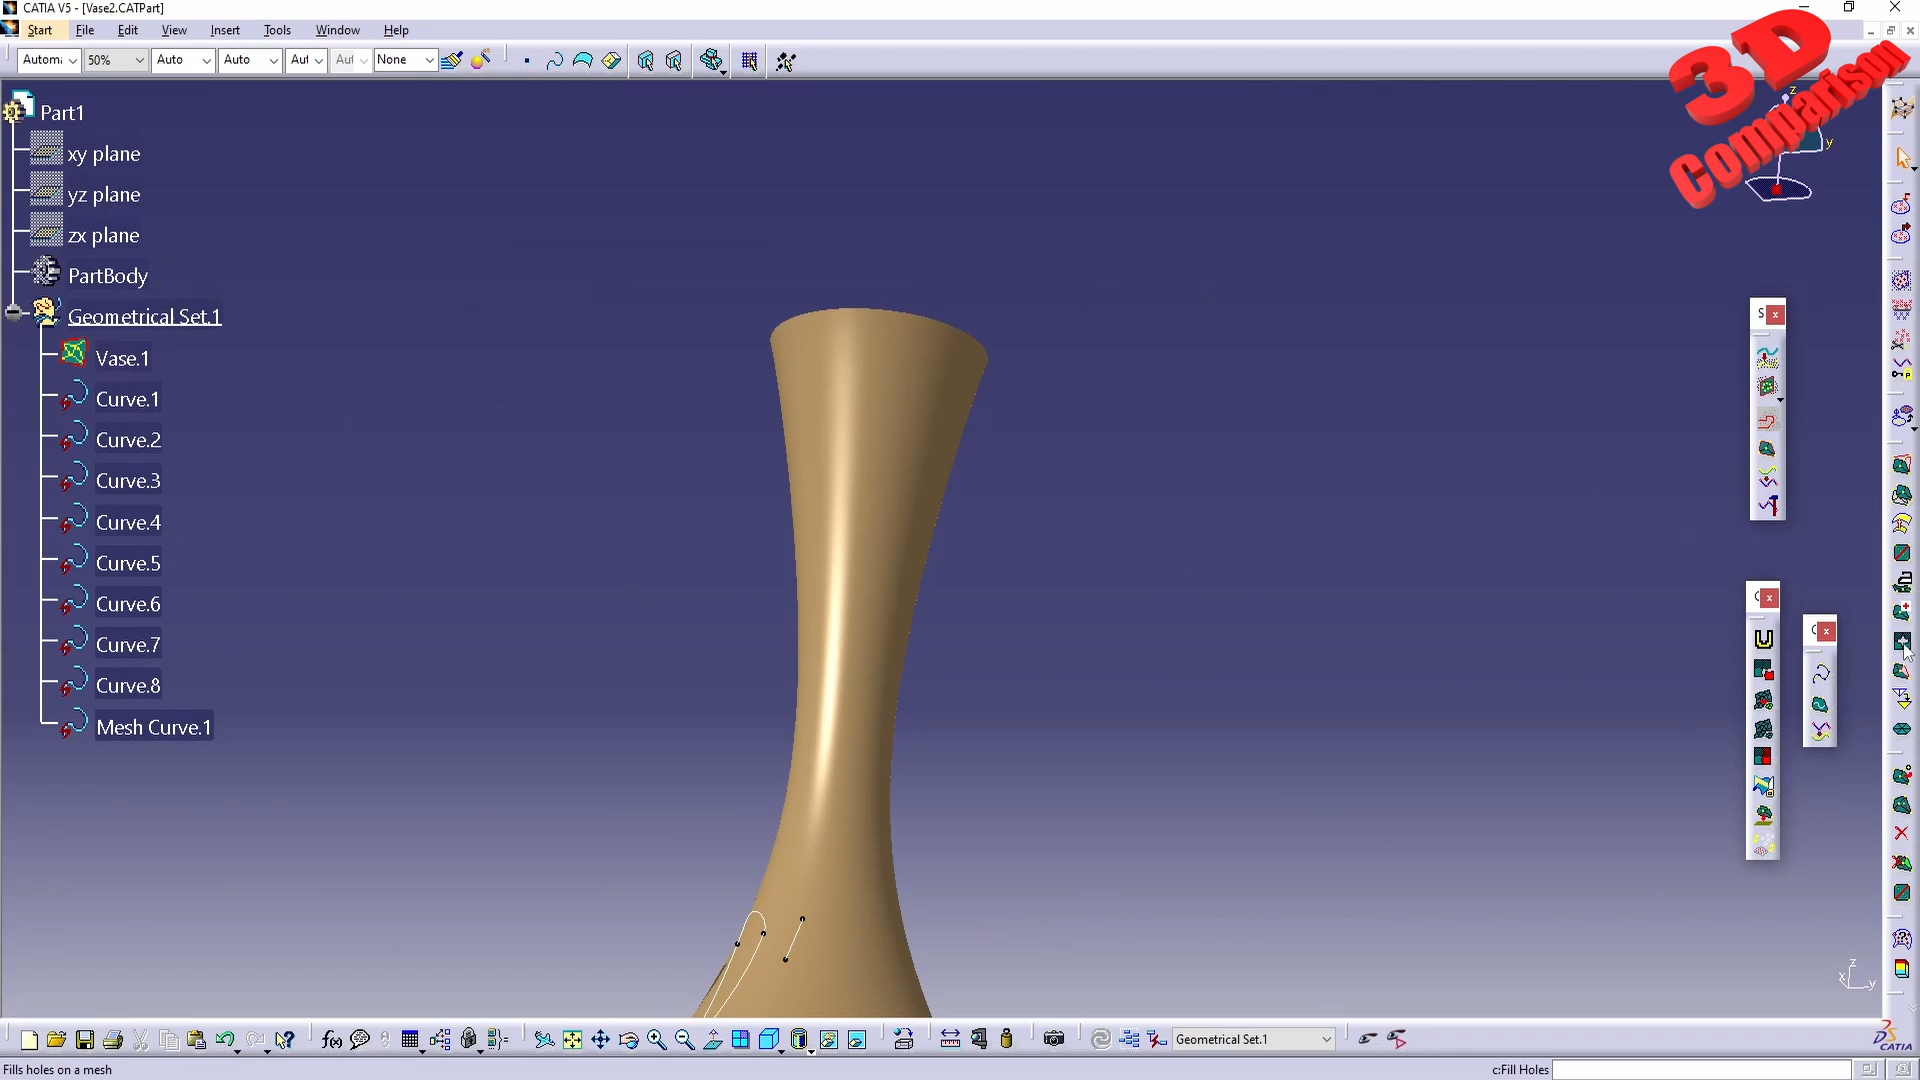 CATIA V5 - [Vase2.CATPart]
Start File Edit View Insert Tools Window Help
Automa 50% Auto Auto Aut Aut None
3D
Comparison
z
y
Part1
xy plane
yz plane
zx plane
PartBody
Geometrical Set.1
Vase.1
Curve.1
Curve.2
Curve.3
Curve.4
Curve.5
Curve.6
Curve.7
Curve.8
Mesh Curve.1
S x
x
x
z
x y
Geometrical Set.1
CATIA
Fills holes on a mesh
c:Fill Holes